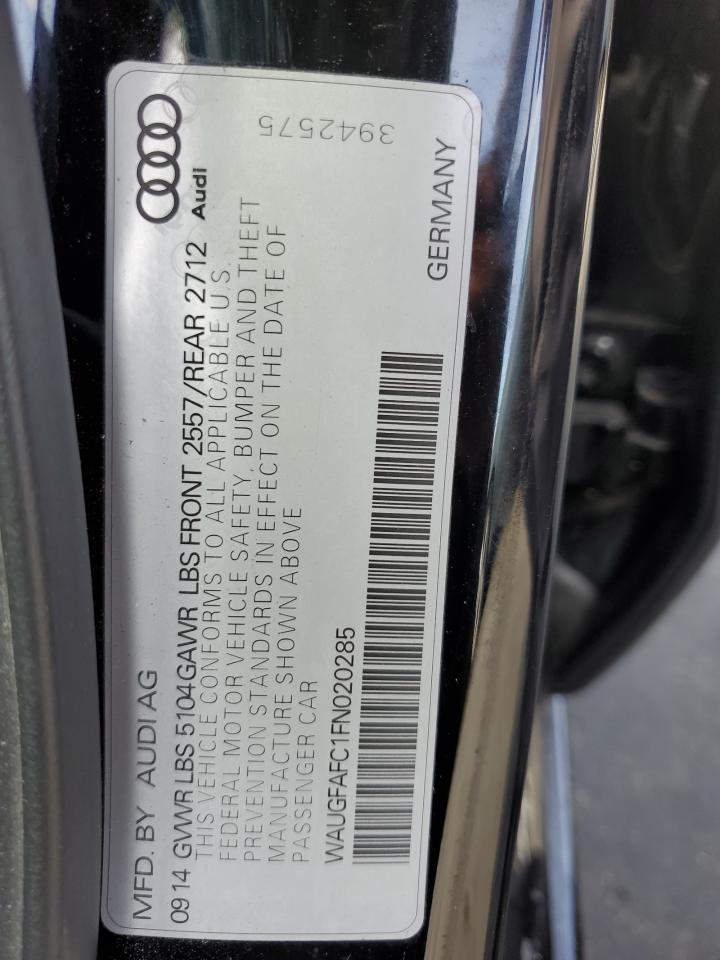 MFD. BY AUDI AG
0914 GVWR LBS 5104 GAWR LBS FRONT 2557/REAR 2712
Audi
THIS VEHICLE CONFORMS TO ALL APPLICABLE U.S.
FEDERAL MOTOR VEHICLE SAFETY, BUMPER AND THEFT
PREVENTION STANDARDS IN EFFECT ON THE DATE OF
MANUFACTURE SHOWN ABOVE
PASSENGER CAR
WAUGFAFC1FN020285
GERMANY
3942575